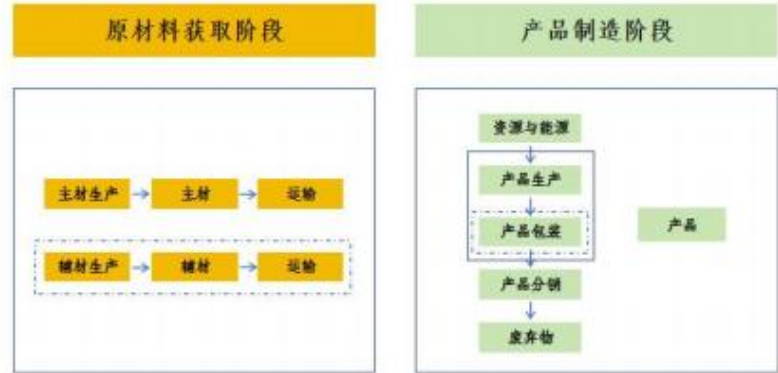 原材料获取阶段
产品制造阶段
主材生产
主材
运输
辅材生产
辅材
运输
资源与能源
产品生产
产品包装
产品分销
废弃物
产品